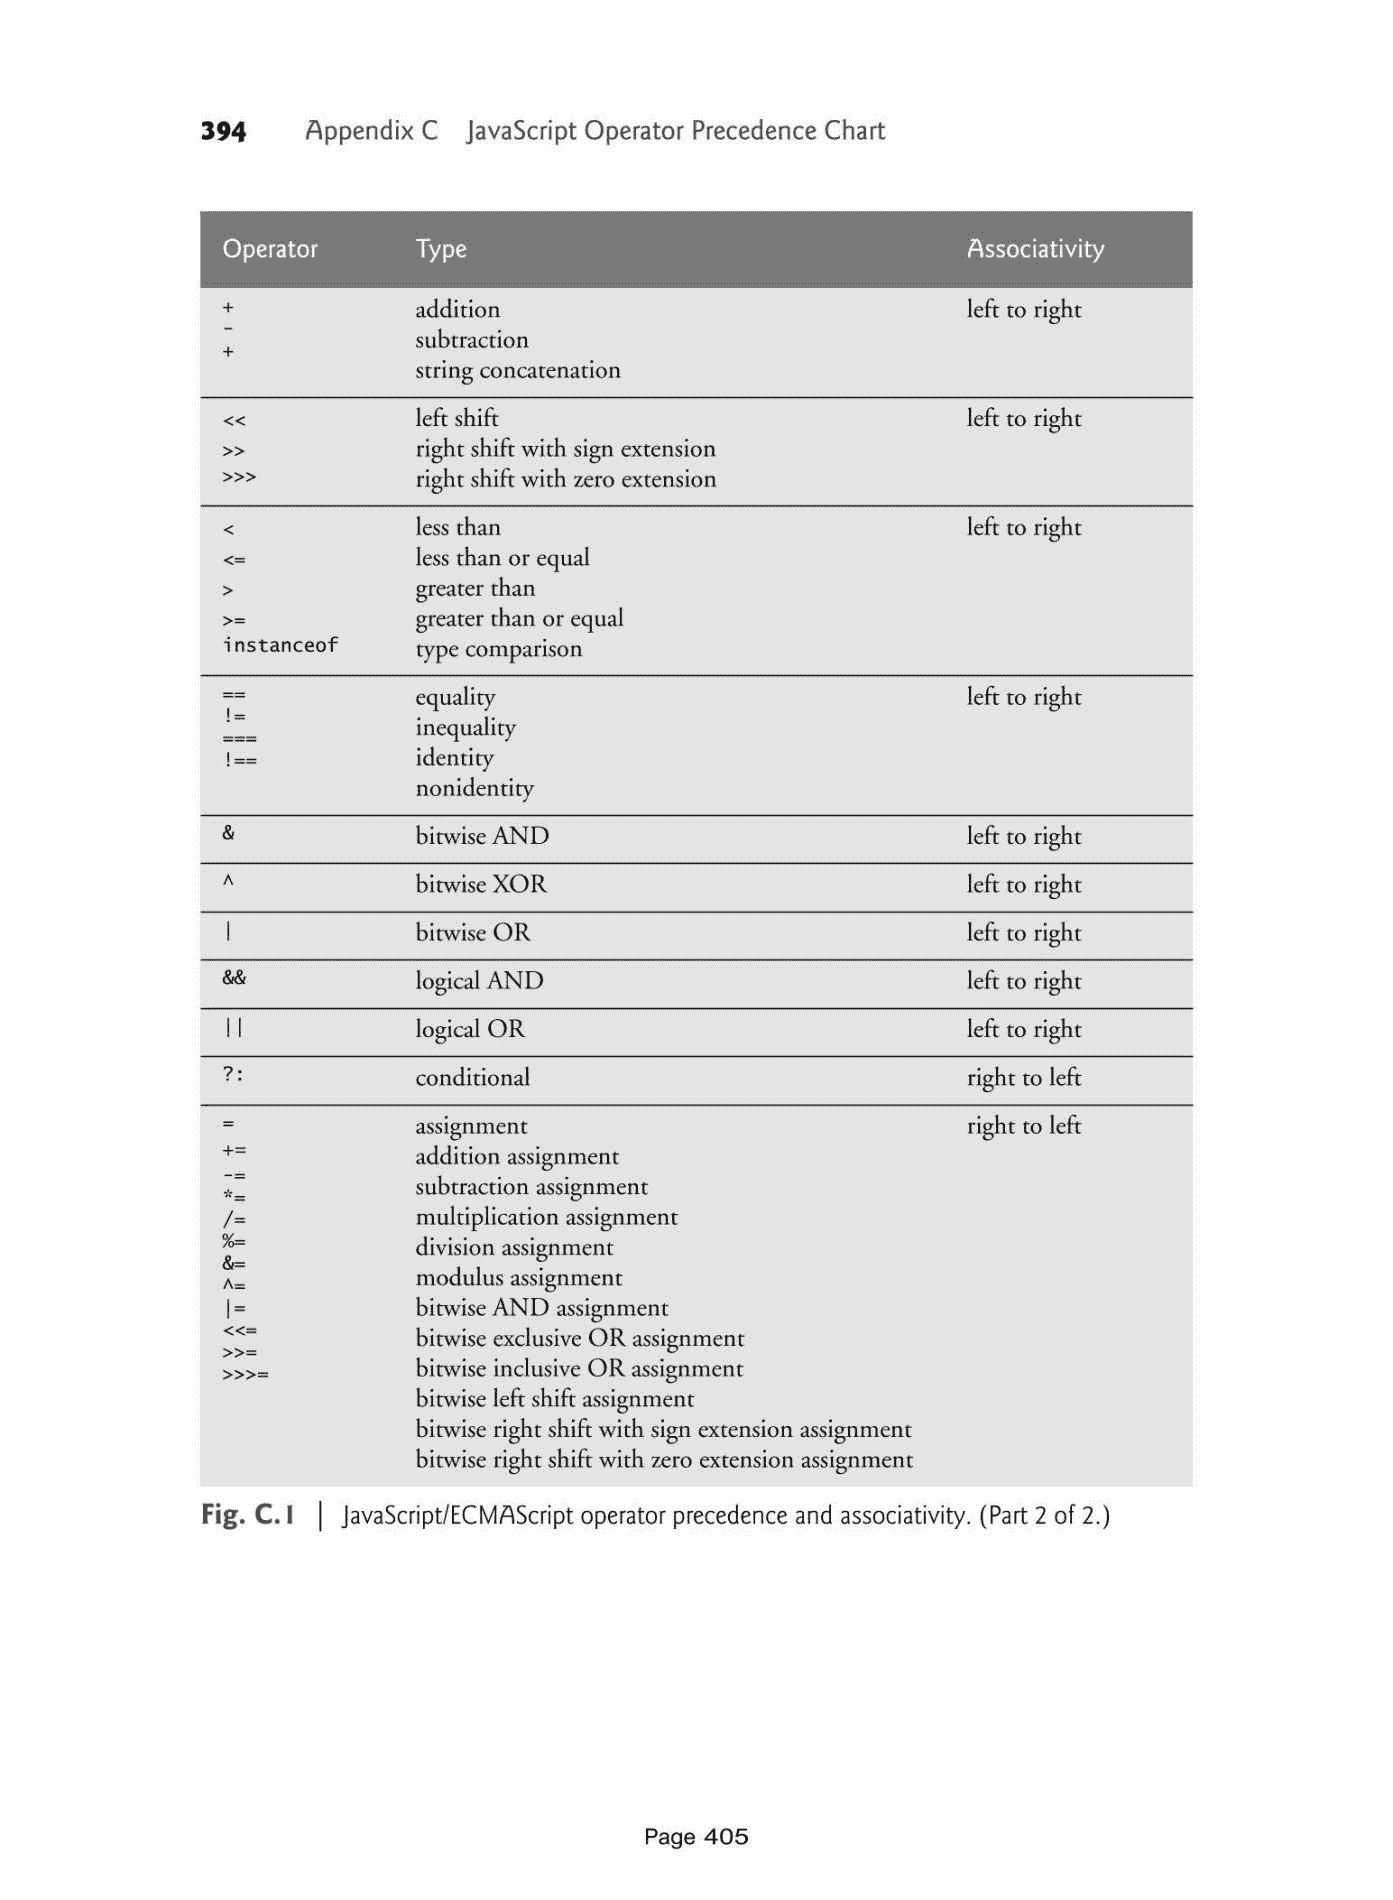 394 Appendix C JavaScript Operator Precedence Chart
Operator Type Associativity
+ addition left to right
- subtraction
+ string concatenation
<< left shift left to right
>> right shift with sign extension
>>> right shift with zero extension
< less than left to right
<= less than or equal
> greater than
>= greater than or equal
instanceof type comparison
== equality left to right
!= inequality
=== identity
!== nonidentity
& bitwise AND left to right
^ bitwise XOR left to right
| bitwise OR left to right
&& logical AND left to right
|| logical OR left to right
?: conditional right to left
= assignment right to left
+= addition assignment
-= subtraction assignment
*= multiplication assignment
/= division assignment
%= modulus assignment
&= bitwise AND assignment
^= bitwise exclusive OR assignment
|= bitwise inclusive OR assignment
<<= bitwise left shift assignment
>>= bitwise right shift with sign extension assignment
>>>= bitwise right shift with zero extension assignment
Fig. C.1 | JavaScript/ECMAScript operator precedence and associativity. (Part 2 of 2.)
Page 405